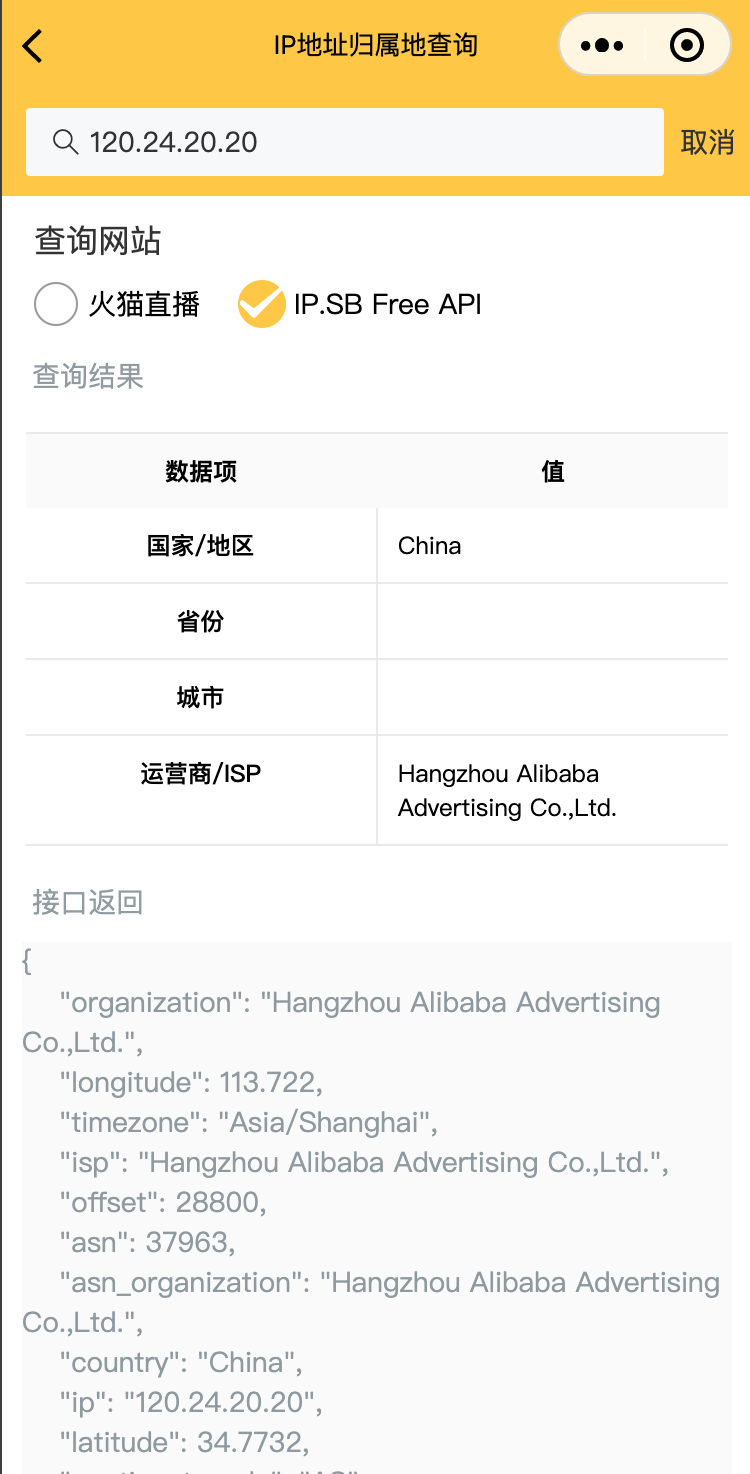 IP地址归属地查询
120.24.20.20
取消
查询网站
火猫直播
IP.SB Free API
查询结果
数据项
值
国家/地区
China
省份
城市
运营商/ISP
Hangzhou Alibaba
Advertising Co.,Ltd.
接口返回
{
"organization": "Hangzhou Alibaba Advertising
Co.,Ltd.",
"longitude": 113.722,
"timezone": "Asia/Shanghai",
"isp": "Hangzhou Alibaba Advertising Co.,Ltd.",
"offset": 28800,
"asn": 37963,
"asn_organization": "Hangzhou Alibaba Advertising
Co.,Ltd.",
"country": "China",
"ip": "120.24.20.20",
"latitude": 34.7732,